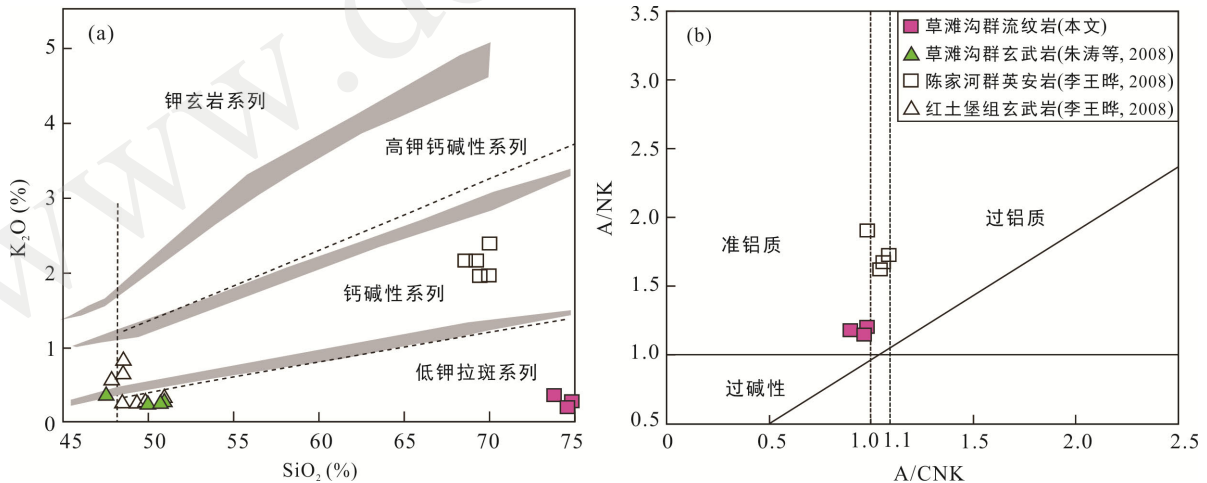 (a)
钾玄岩系列
高钾钙碱性系列
钙碱性系列
低钾拉斑系列
K₂O (%)
5
4
3
2
1
0
45
50
55
60
65
70
75
SiO₂ (%)
(b)
草滩沟群流纹岩(本文)
草滩沟群玄武岩(朱涛等, 2008)
陈家河群英安岩(李王晔, 2008)
红土堡组玄武岩(李王晔, 2008)
准铝质
过铝质
过碱性
A/NK
3.5
3.0
2.5
2.0
1.5
1.0
0.5
0
0.5
1.0
1.1
1.5
2.0
2.5
A/CNK